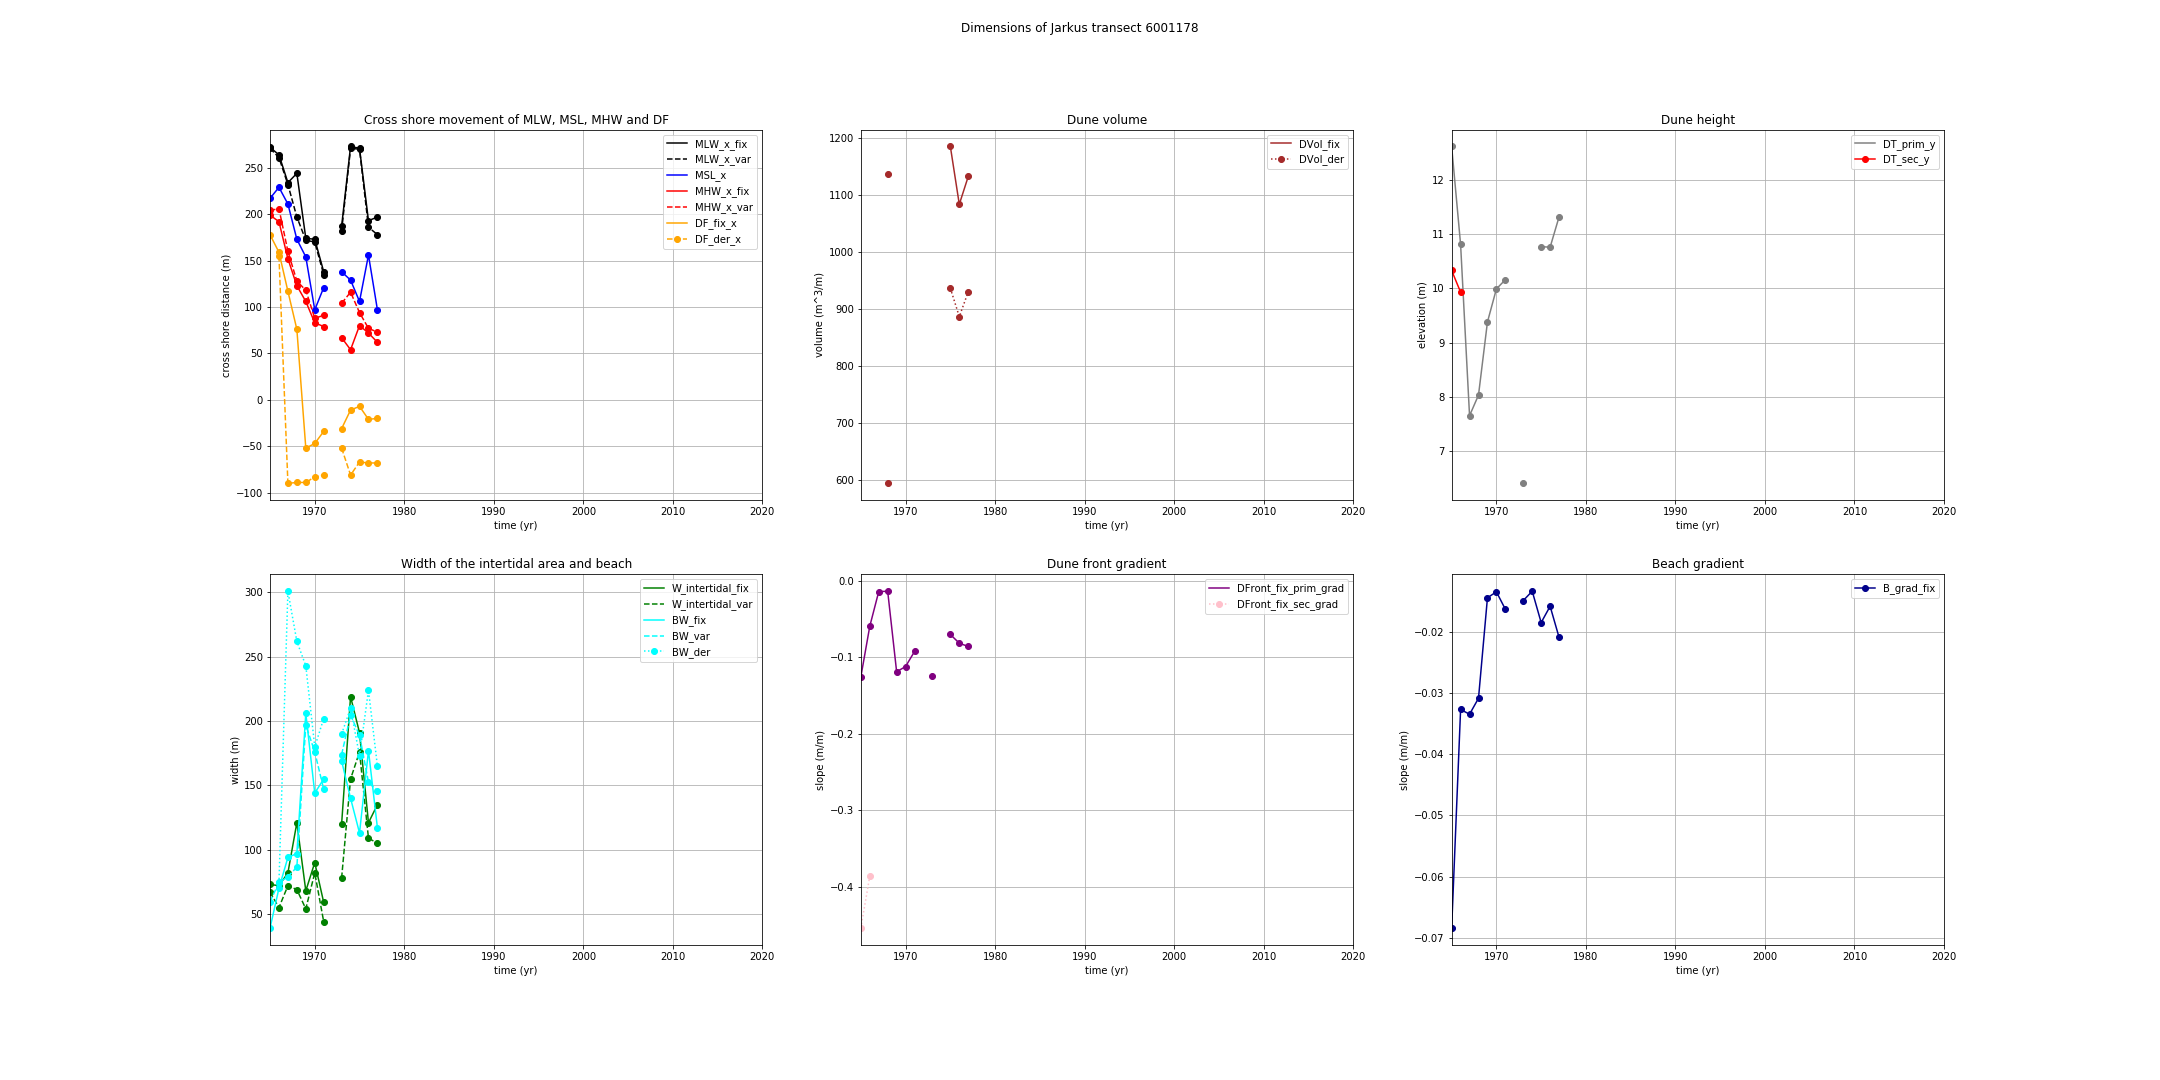 Dimensions of Jarkus transect 6001178
Cross shore movement of MLW, MSL, MHW and DF
cross shore distance (m)
250
200
150
100
50
0
−50
−100
MLW_x_fix
MLW_x_var
MSL_x
MHW_x_fix
MHW_x_var
DF_fix_x
DF_der_x
1970 1980 1990 2000 2010 2020
time (yr)
Dune volume
volume (m^3/m)
1200
1100
1000
900
800
700
600
DVol_fix
DVol_der
1970 1980 1990 2000 2010 2020
time (yr)
Dune height
elevation (m)
12
11
10
9
8
7
DT_prim_y
DT_sec_y
1970 1980 1990 2000 2010 2020
time (yr)
Width of the intertidal area and beach
width (m)
300
250
200
150
100
50
W_intertidal_fix
W_intertidal_var
BW_fix
BW_var
BW_der
1970 1980 1990 2000 2010 2020
time (yr)
Dune front gradient
slope (m/m)
0.0
−0.1
−0.2
−0.3
−0.4
DFront_fix_prim_grad
DFront_fix_sec_grad
1970 1980 1990 2000 2010 2020
time (yr)
Beach gradient
slope (m/m)
−0.02
−0.03
−0.04
−0.05
−0.06
−0.07
B_grad_fix
1970 1980 1990 2000 2010 2020
time (yr)